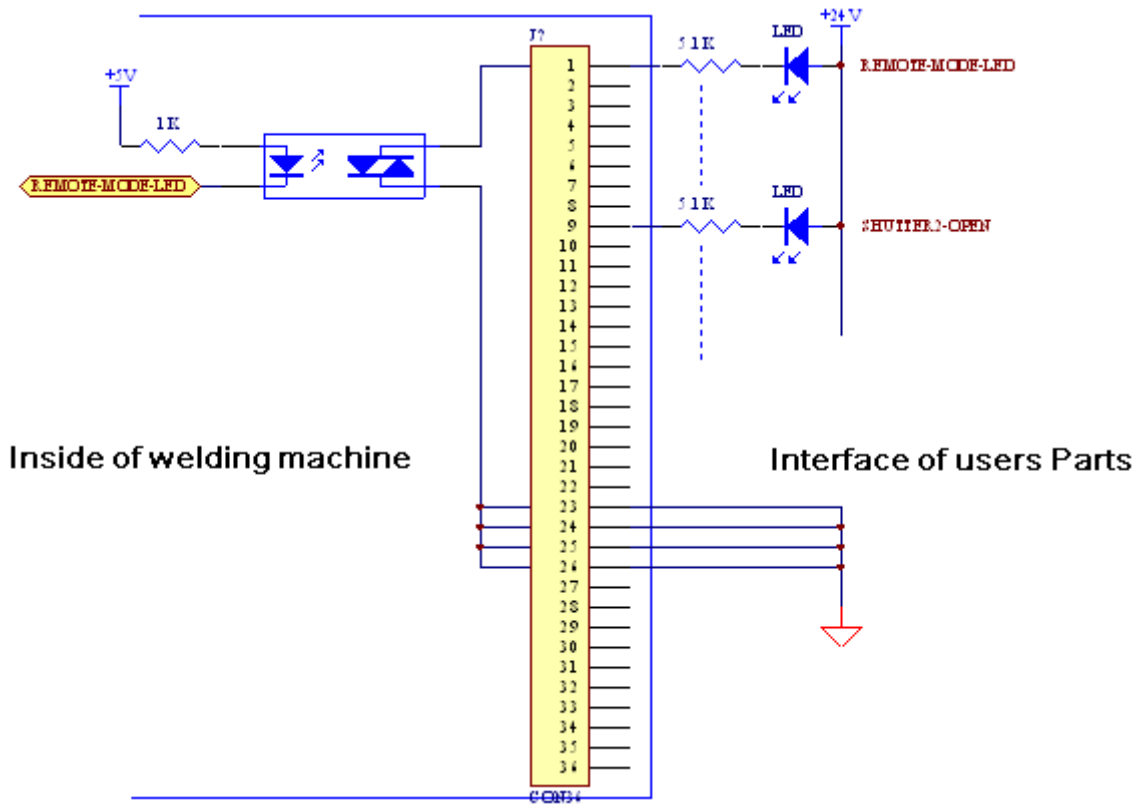 +24V
J?
5.1K
LED
1
REMOTE-MODE-LED
+5V
2
3
4
1K
5
6
REMOTE-MODE-LED
7
LED
5.1K
8
9
SHUTTER2-OPEN
10
11
12
13
14
15
16
17
18
19
Inside of welding machine
Interface of users Parts
20
21
22
23
24
25
26
27
28
29
30
31
32
33
34
35
36
CON36